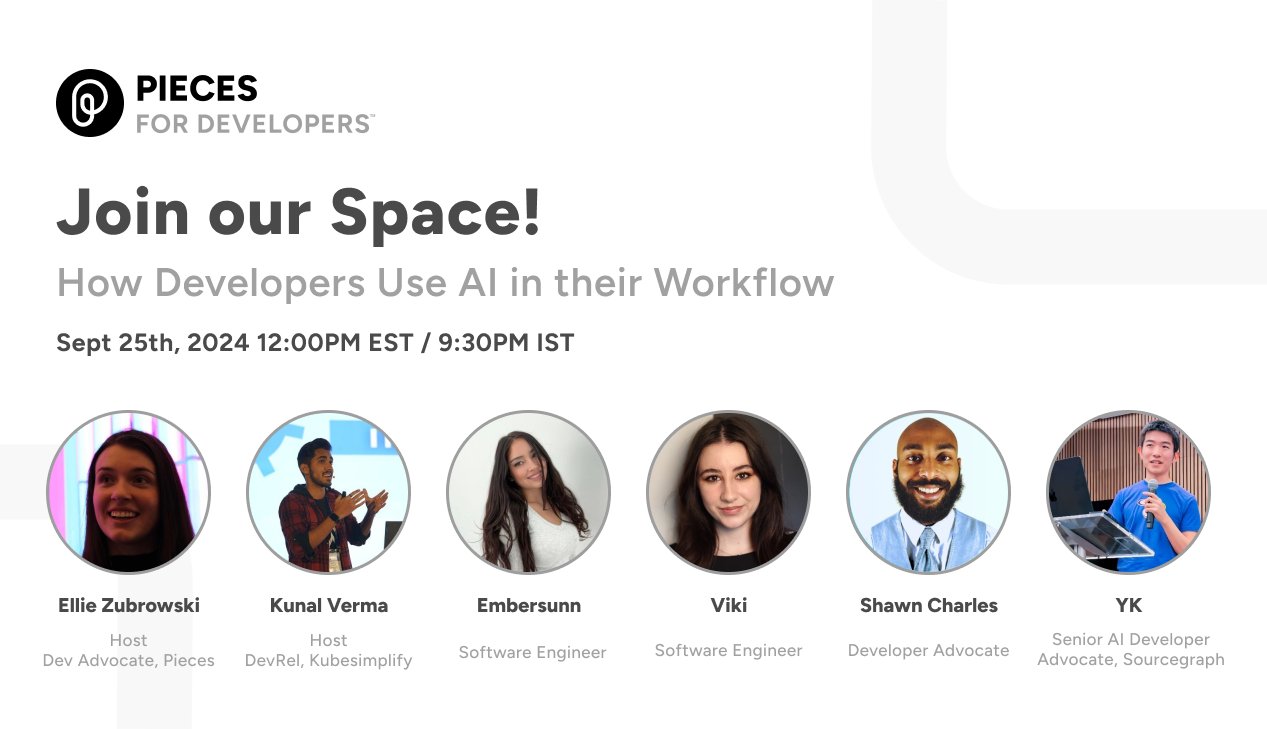 PIECES
FOR DEVELOPERS™
Join our Space!
How Developers Use AI in their Workflow
Sept 25th, 2024 12:00PM EST / 9:30PM IST
Ellie Zubrowski
Host
Dev Advocate, Pieces
Kunal Verma
Host
DevRel, Kubesimplify
Embersunn
Software Engineer
Viki
Software Engineer
Shawn Charles
Developer Advocate
YK
Senior AI Developer
Advocate, Sourcegraph